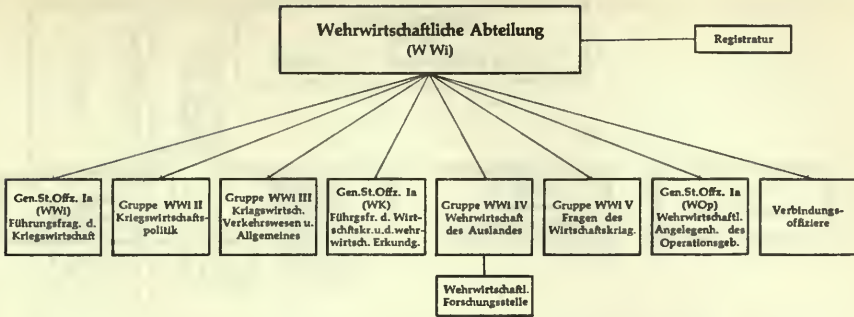 Wehrwirtschaftliche Abteilung
(W Wi)
Registratur
Gen.St.Offz. Ia
(WWi)
Führungsfrag. d.
Kriegswirtschaft
Gruppe WWi II
Kriegswirtschafts-
politik
Gruppe WWi III
Kriagswirtsch.
Verkehrswesen u.
Allgemeines
Gen.St.Offz. Ia
(WK)
Führgsfr. d. Wirt-
schftskr.u.d.wehr-
wirtsch. Erkundg.
Gruppe WWi IV
Wehrwirtschaft
des Auslandes
Gruppe WWi V
Fragen des
Wirtschaftskriag.
Gen.St.Offz. Ia
(WOp)
Wehrwirtschaftl.
Angelegenh. des
Operationsgeb.
Verbindungs-
offiziere
Wehrwirtschaftl.
Forschungsstelle